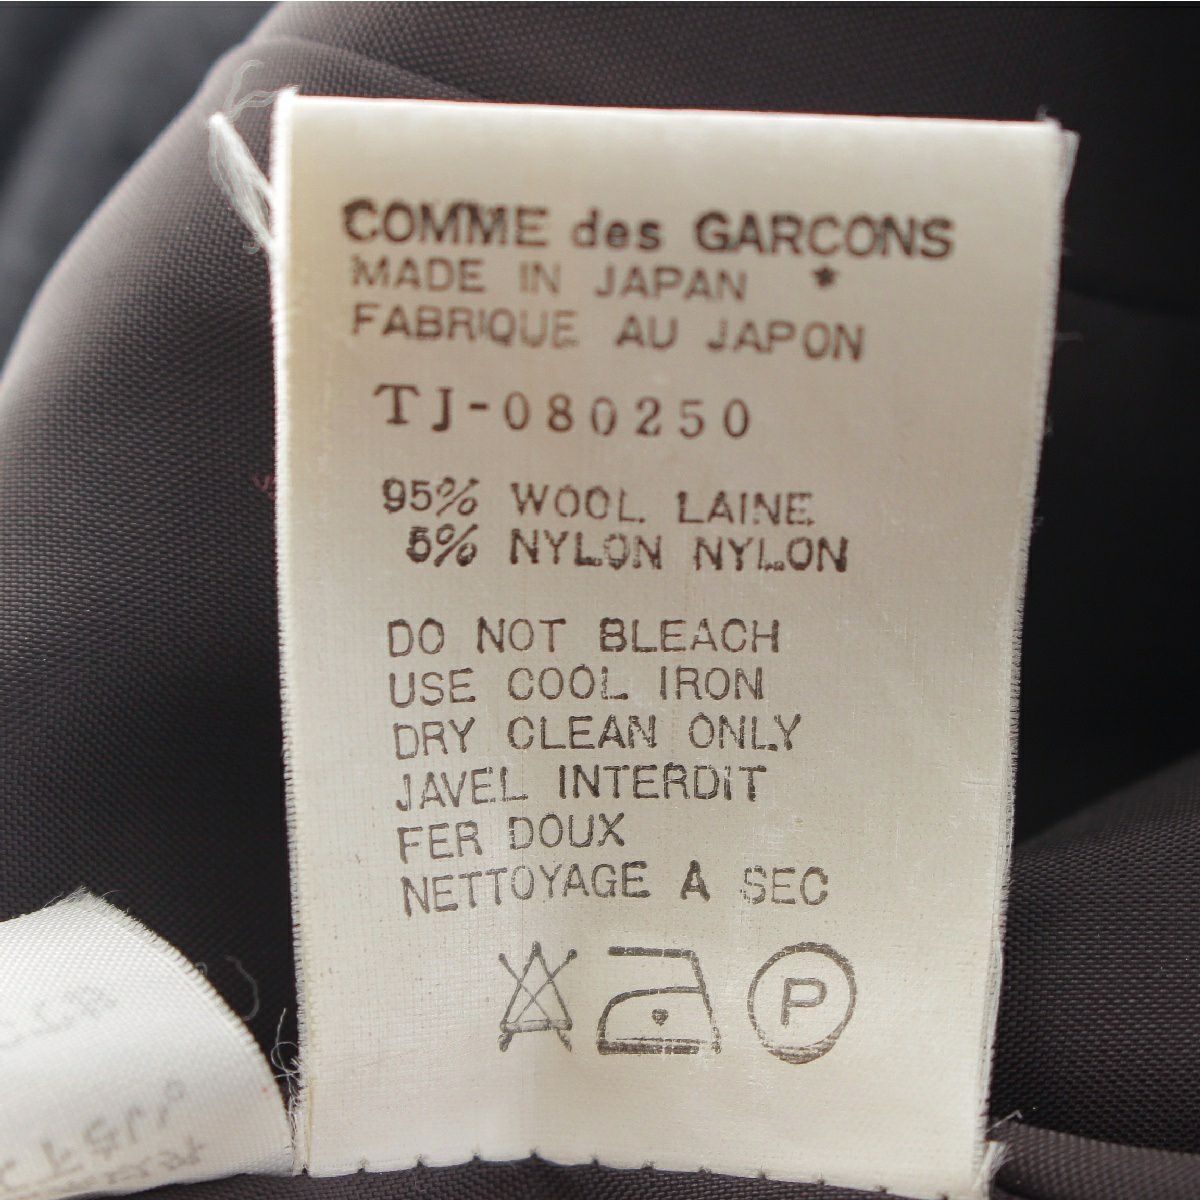 COMME des GARCONS
*
MADE IN JAPAN
FABRIQUE AU JAPON
TJ-080250
95% WOOL LAINE
5% NYLON NYLON
DO NOT BLEACH
USE COOL IRON
DRY CLEAN ONLY
JAVEL INTERDIT
FER DOUX
NETTOYAGE A SEC
P